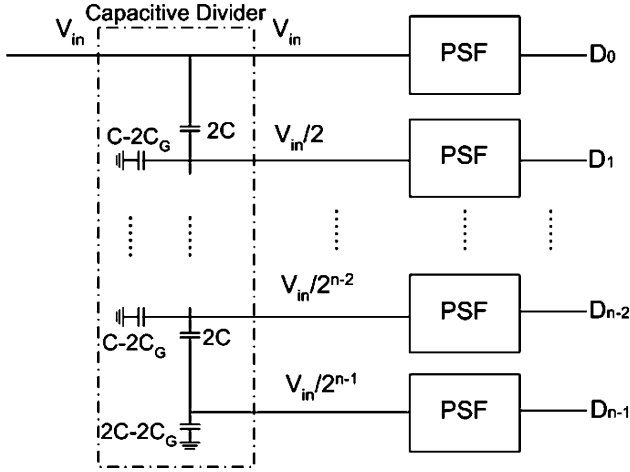 Capacitive Divider
V_in V_in PSF D_0
2C
C-2C_G V_in/2 PSF D_1
V_in/2^{n-2} PSF D_{n-2}
C-2C_G 2C
V_in/2^{n-1} PSF D_{n-1}
2C-2C_G